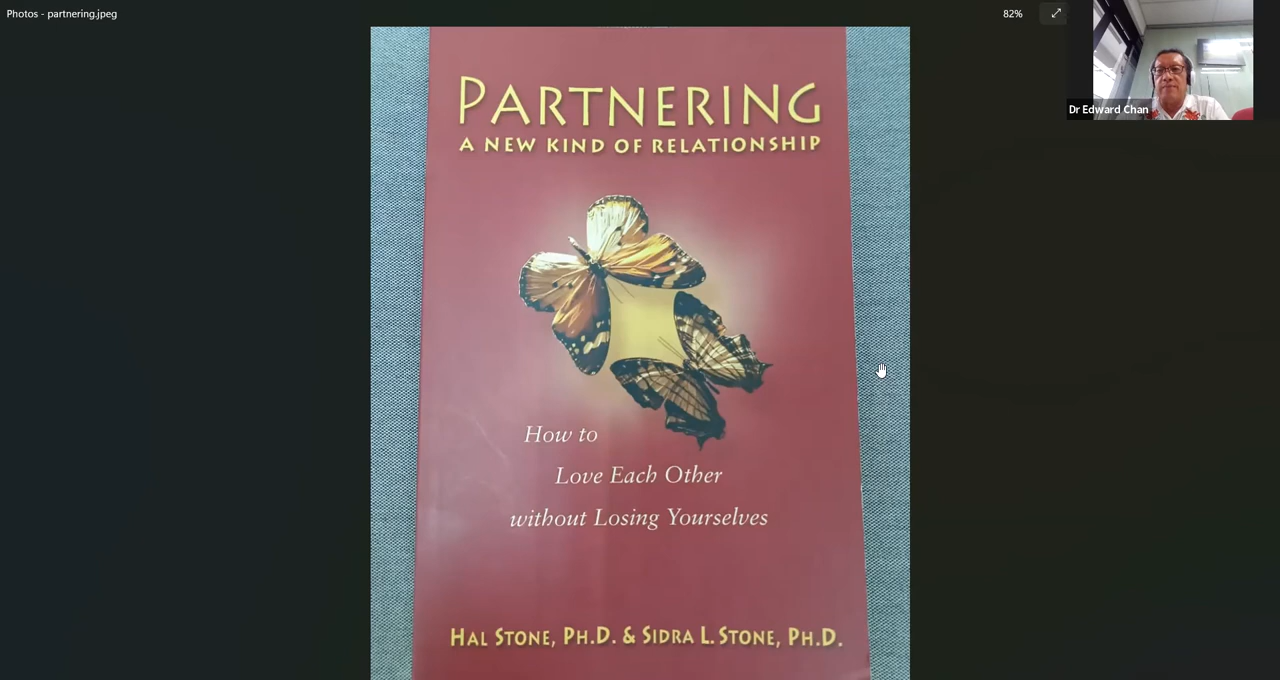 Photos - partnering.jpeg
82%
Dr Edward Chan
PARTNERING
A NEW KIND OF RELATIONSHIP
How to
Love Each Other
without Losing Yourselves
HAL STONE, PH.D. & SIDRA L. STONE, PH.D.